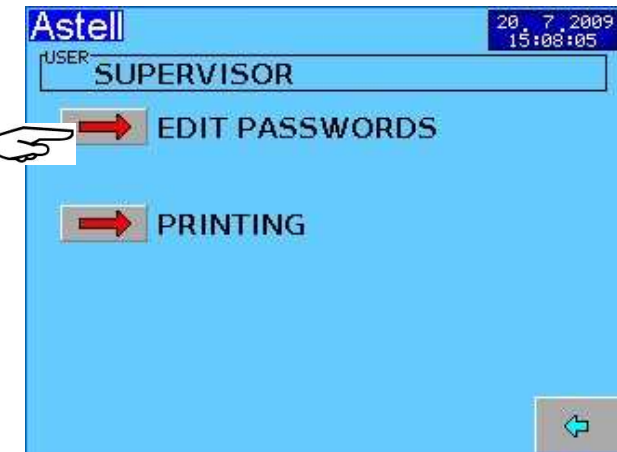 Astell
20. 7.2009
15:08:05
USER
SUPERVISOR
EDIT PASSWORDS
PRINTING